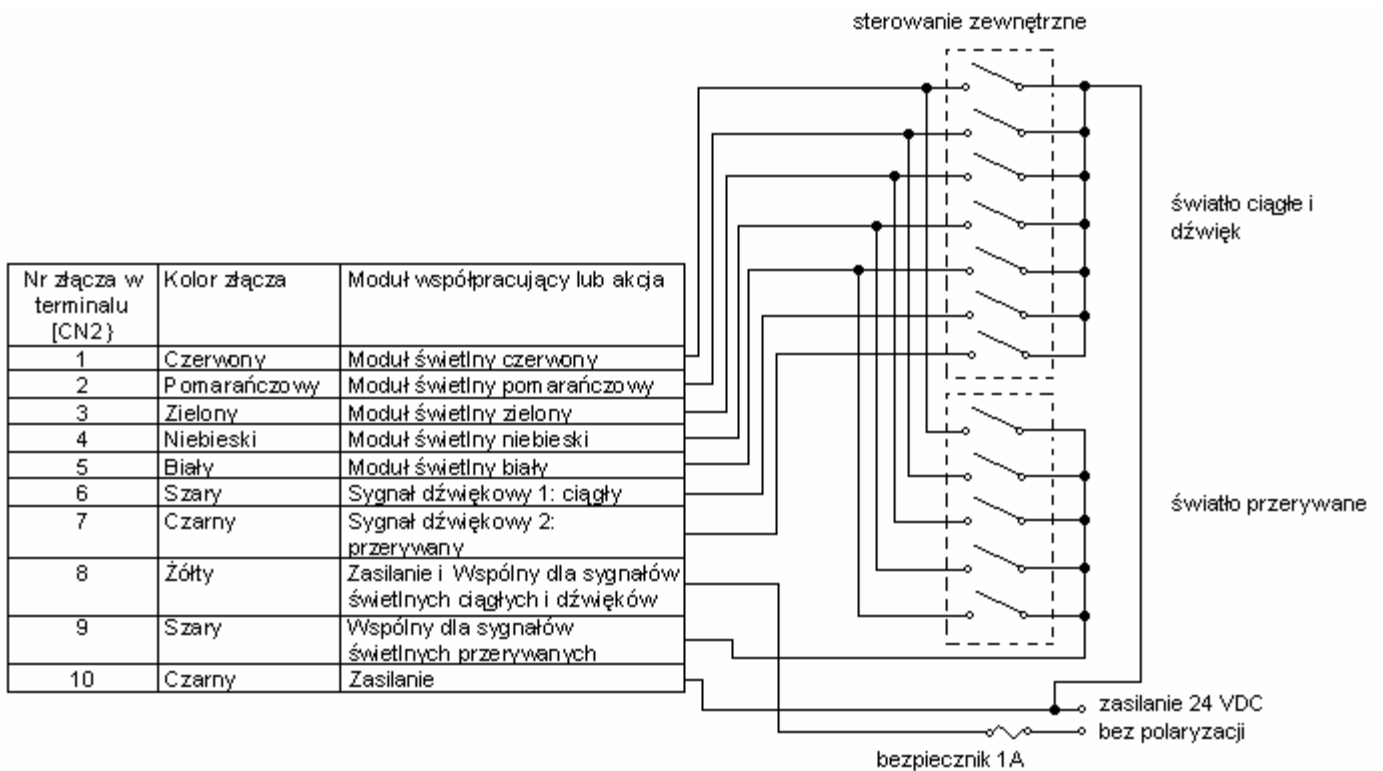 sterowanie zewnętrzne
światło ciągłe i
dźwięk
Nr złącza w
terminalu
[CN2}
Kolor złącza
Moduł współpracujący lub akcja
1 Czerwony Moduł świetlny czerwony
2 Pomarańczowy Moduł świetlny pomarańczowy
3 Zielony Moduł świetlny zielony
4 Niebieski Moduł świetlny niebieski
5 Biały Moduł świetlny biały
6 Szary Sygnał dźwiękowy 1: ciągły
7 Czarny Sygnał dźwiękowy 2:
przerywany
8 Żółty Zasilanie i Wspólny dla sygnałów
świetlnych ciągłych i dźwięków
9 Szary Wspólny dla sygnałów
świetlnych przerywanych
10 Czarny Zasilanie
światło przerywane
zasilanie 24 VDC
bez polaryzacji
bezpiecznik 1A